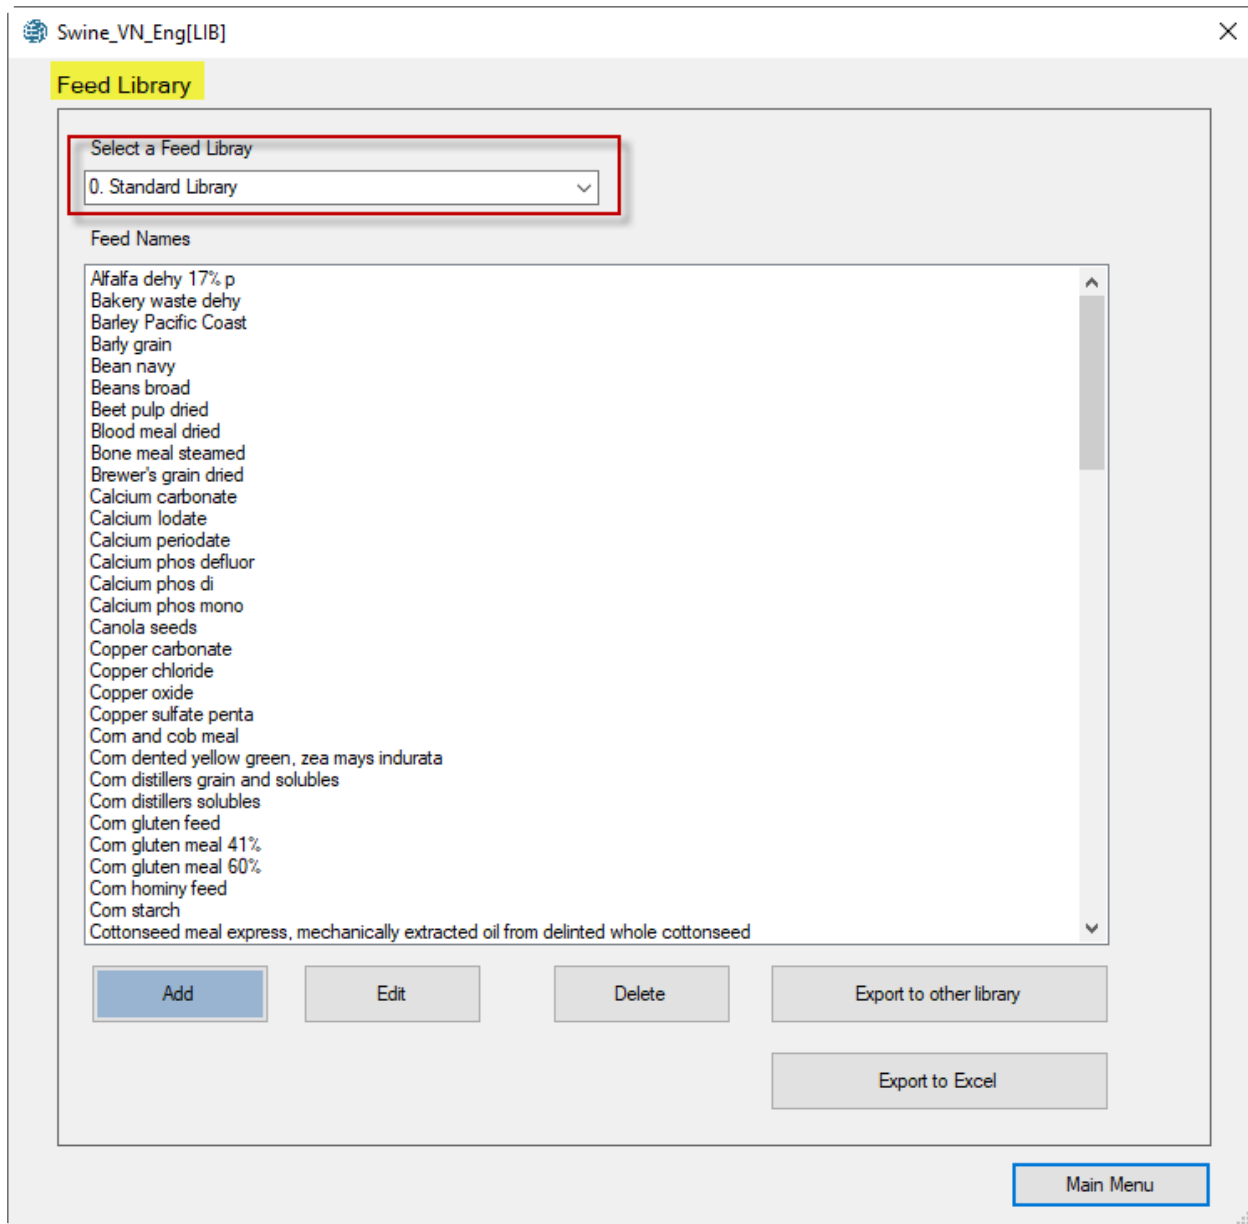 Swine_VN_Eng[LIB]
Feed Library
Select a Feed Libray
0. Standard Library
Feed Names
Alfalfa dehy 17% p
Bakery waste dehy
Barley Pacific Coast
Barly grain
Bean navy
Beans broad
Beet pulp dried
Blood meal dried
Bone meal steamed
Brewer's grain dried
Calcium carbonate
Calcium Iodate
Calcium periodate
Calcium phos defluor
Calcium phos di
Calcium phos mono
Canola seeds
Copper carbonate
Copper chloride
Copper oxide
Copper sulfate penta
Corn and cob meal
Corn dented yellow green, zea mays indurata
Corn distillers grain and solubles
Corn distillers solubles
Corn gluten feed
Corn gluten meal 41%
Corn gluten meal 60%
Corn hominy feed
Corn starch
Cottonseed meal express, mechanically extracted oil from delinted whole cottonseed
Add Edit Delete Export to other library
Export to Excel
Main Menu